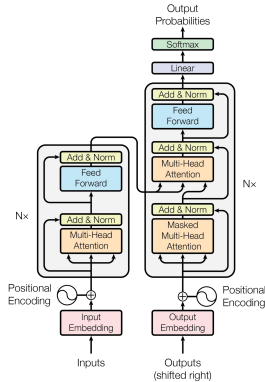 Output
Probabilities
Softmax
Linear
Add & Norm
Feed
Forward
Add & Norm
Multi-Head
Attention
Add & Norm
Masked
Multi-Head
Attention
N×
Positional
Encoding
Output
Embedding
Outputs
(shifted right)
Add & Norm
Feed
Forward
Add & Norm
Multi-Head
Attention
N×
Positional
Encoding
Input
Embedding
Inputs